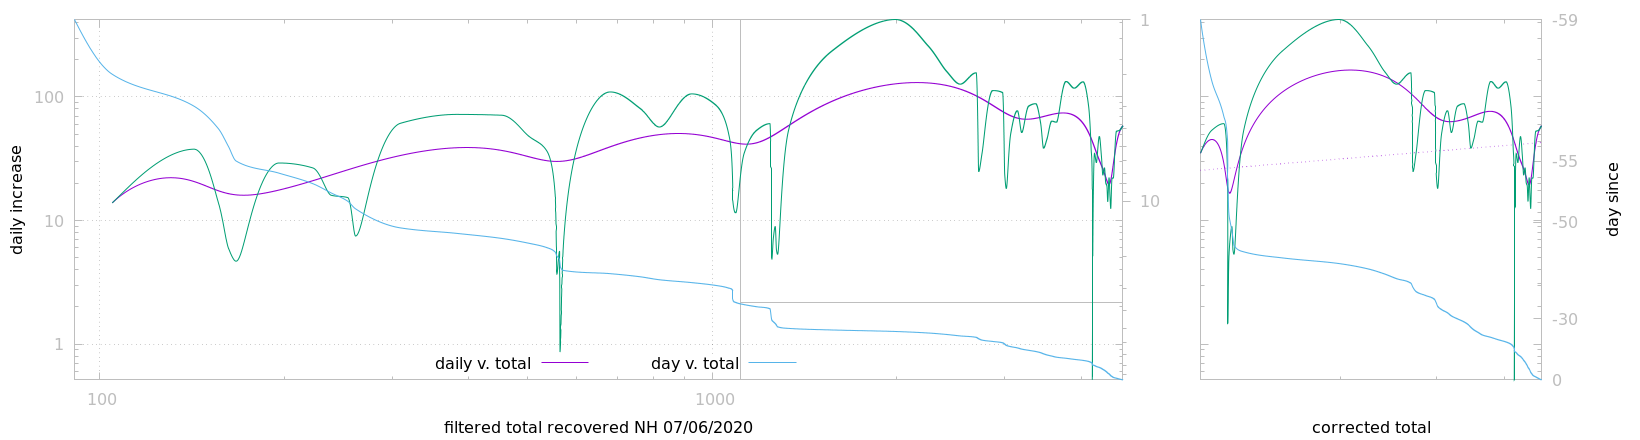 daily increase
100
10
1
100
1000
1
10
daily v. total
day v. total
filtered total recovered NH 07/06/2020
-59
-55
-50
-30
0
day since
corrected total